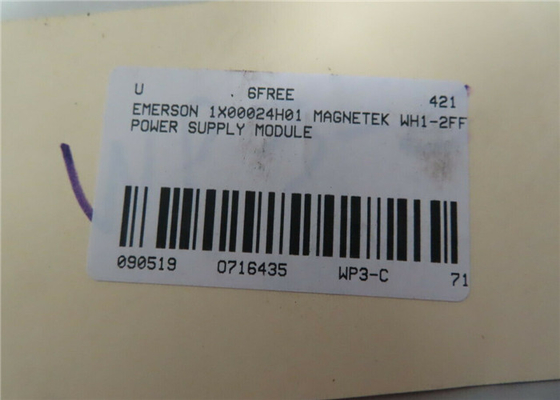 U 6FREE 421
EMERSON 1X00024H01 MAGNETEK WH1-2FF
POWER SUPPLY MODULE
090519 0716435 WP3-C 71